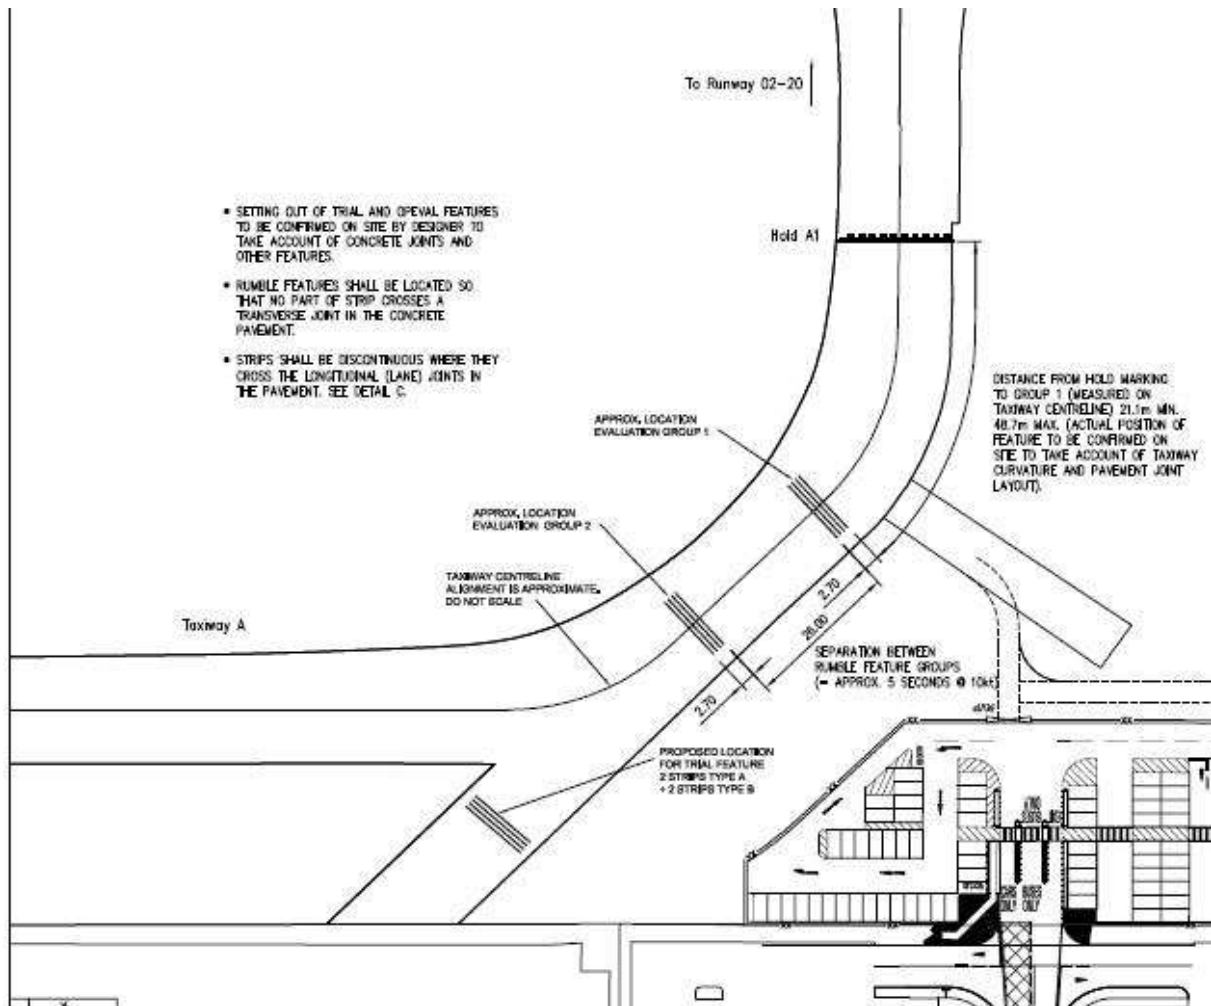 To Runway 02-20
• SETTING OUT OF TRIAL AND OPEVAL FEATURES
TO BE CONFIRMED ON SITE BY DESIGNER TO
TAKE ACCOUNT OF CONCRETE JOINTS AND
OTHER FEATURES.
• RUMBLE FEATURES SHALL BE LOCATED SO
THAT NO PART OF STRIP CROSSES A
TRANSVERSE JOINT IN THE CONCRETE
PAVEMENT.
• STRIPS SHALL BE DISCONTINUOUS WHERE THEY
CROSS THE LONGITUDINAL (LANE) JOINTS IN
THE PAVEMENT. SEE DETAIL C.
Hold A1
DISTANCE FROM HOLD MARKING
TO GROUP 1 (MEASURED ON
TAXIWAY CENTRELINE) 21.1m MIN.
48.7m MAX. (ACTUAL POSITION OF
FEATURE TO BE CONFIRMED ON
SITE TO TAKE ACCOUNT OF TAXIWAY
CURVATURE AND PAVEMENT JOINT
LAYOUT).
APPROX. LOCATION
EVALUATION GROUP 1
APPROX. LOCATION
EVALUATION GROUP 2
TAXIWAY CENTRELINE
ALIGNMENT IS APPROXIMATE.
DO NOT SCALE
Taxiway A
2.70
26.00
SEPARATION BETWEEN
RUMBLE FEATURE GROUPS
(= APPROX. 5 SECONDS @ 10kt)
2.70
PROPOSED LOCATION
FOR TRIAL FEATURE
2 STRIPS TYPE A
+ 2 STRIPS TYPE B
CARS
ONLY
BUSES
ONLY